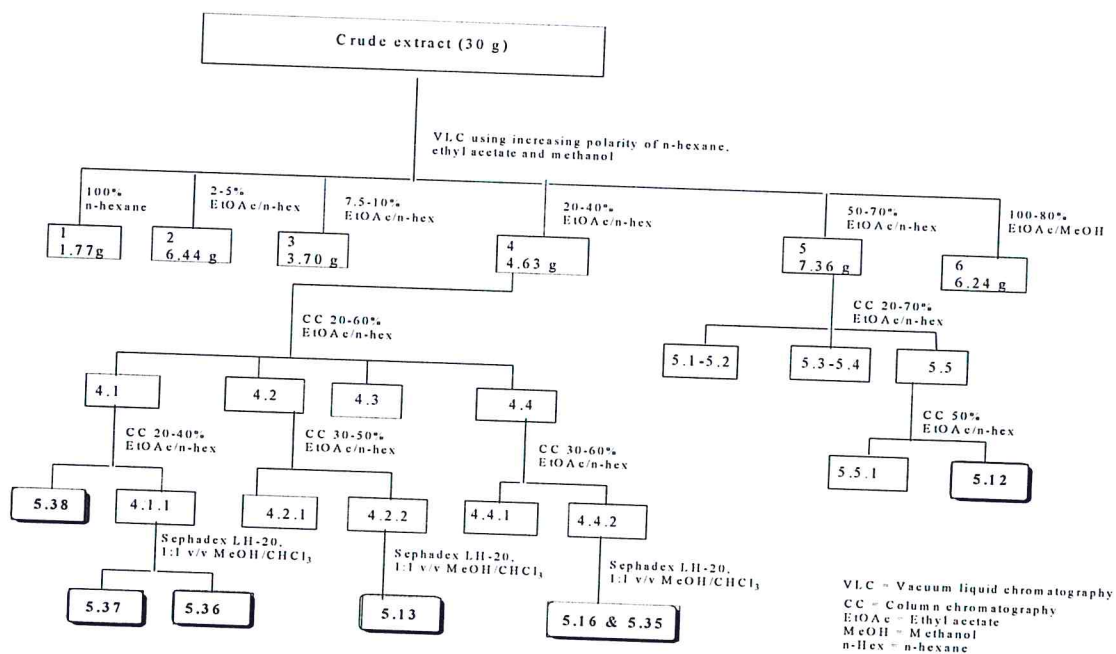 Crude extract (30 g)
VLC using increasing polarity of n-hexane,
ethyl acetate and methanol
100%
n-hexane
2-5%
EtOAc/n-hex
7.5-10%
EtOAc/n-hex
20-40%
EtOAc/n-hex
50-70%
EtOAc/n-hex
100-80%
EtOAc/MeOH
1
1.77g
2
6.44 g
3
3.70 g
4
4.63 g
5
7.36 g
6
6.24 g
CC 20-60%
EtOAc/n-hex
CC 20-70%
EtOAc/n-hex
5.1-5.2
5.3-5.4
5.5
4.1
4.2
4.3
4.4
CC 20-40%
EtOAc/n-hex
CC 30-50%
EtOAc/n-hex
CC 30-60%
EtOAc/n-hex
CC 50%
EtOAc/n-hex
5.5.1
5.12
5.38
4.1.1
4.2.1
4.2.2
4.4.1
4.4.2
Sephadex LH-20,
1:1 v/v MeOH/CHCl₃
Sephadex LH-20,
1:1 v/v MeOH/CHCl₃
Sephadex LH-20,
1:1 v/v MeOH/CHCl₃
5.37
5.36
5.13
5.16 & 5.35
VLC = Vacuum liquid chromatography
CC = Column chromatography
EtOAc = Ethyl acetate
MeOH = Methanol
n-Hex = n-hexane